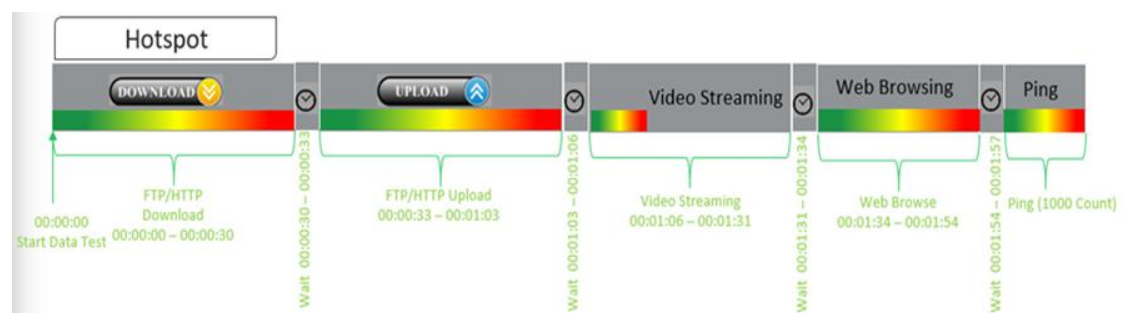 Hotspot
DOWNLOAD
UPLOAD
Video Streaming
Web Browsing
Ping
00:00:00
Start Data Test
FTP/HTTP
Download
00:00:00 – 00:00:30
Wait 00:00:30 – 00:00:33
FTP/HTTP Upload
00:00:33 – 00:01:03
Wait 00:01:03 – 00:01:06
Video Streaming
00:01:06 – 00:01:31
Wait 00:01:31 – 00:01:34
Web Browse
00:01:34 – 00:01:54
Wait 00:01:54 – 00:01:57
Ping (1000 Count)